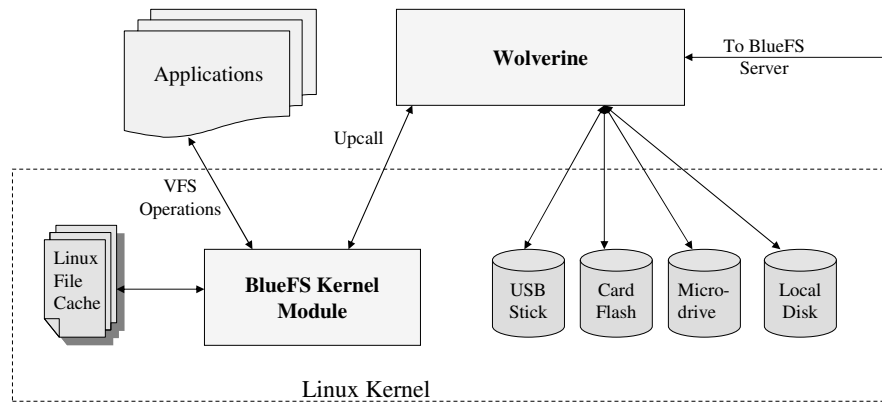 Applications
Wolverine
To BlueFS
Server
Upcall
VFS
Operations
Linux
File
Cache
BlueFS Kernel
Module
USB
Stick
Card
Flash
Micro-
drive
Local
Disk
Linux Kernel